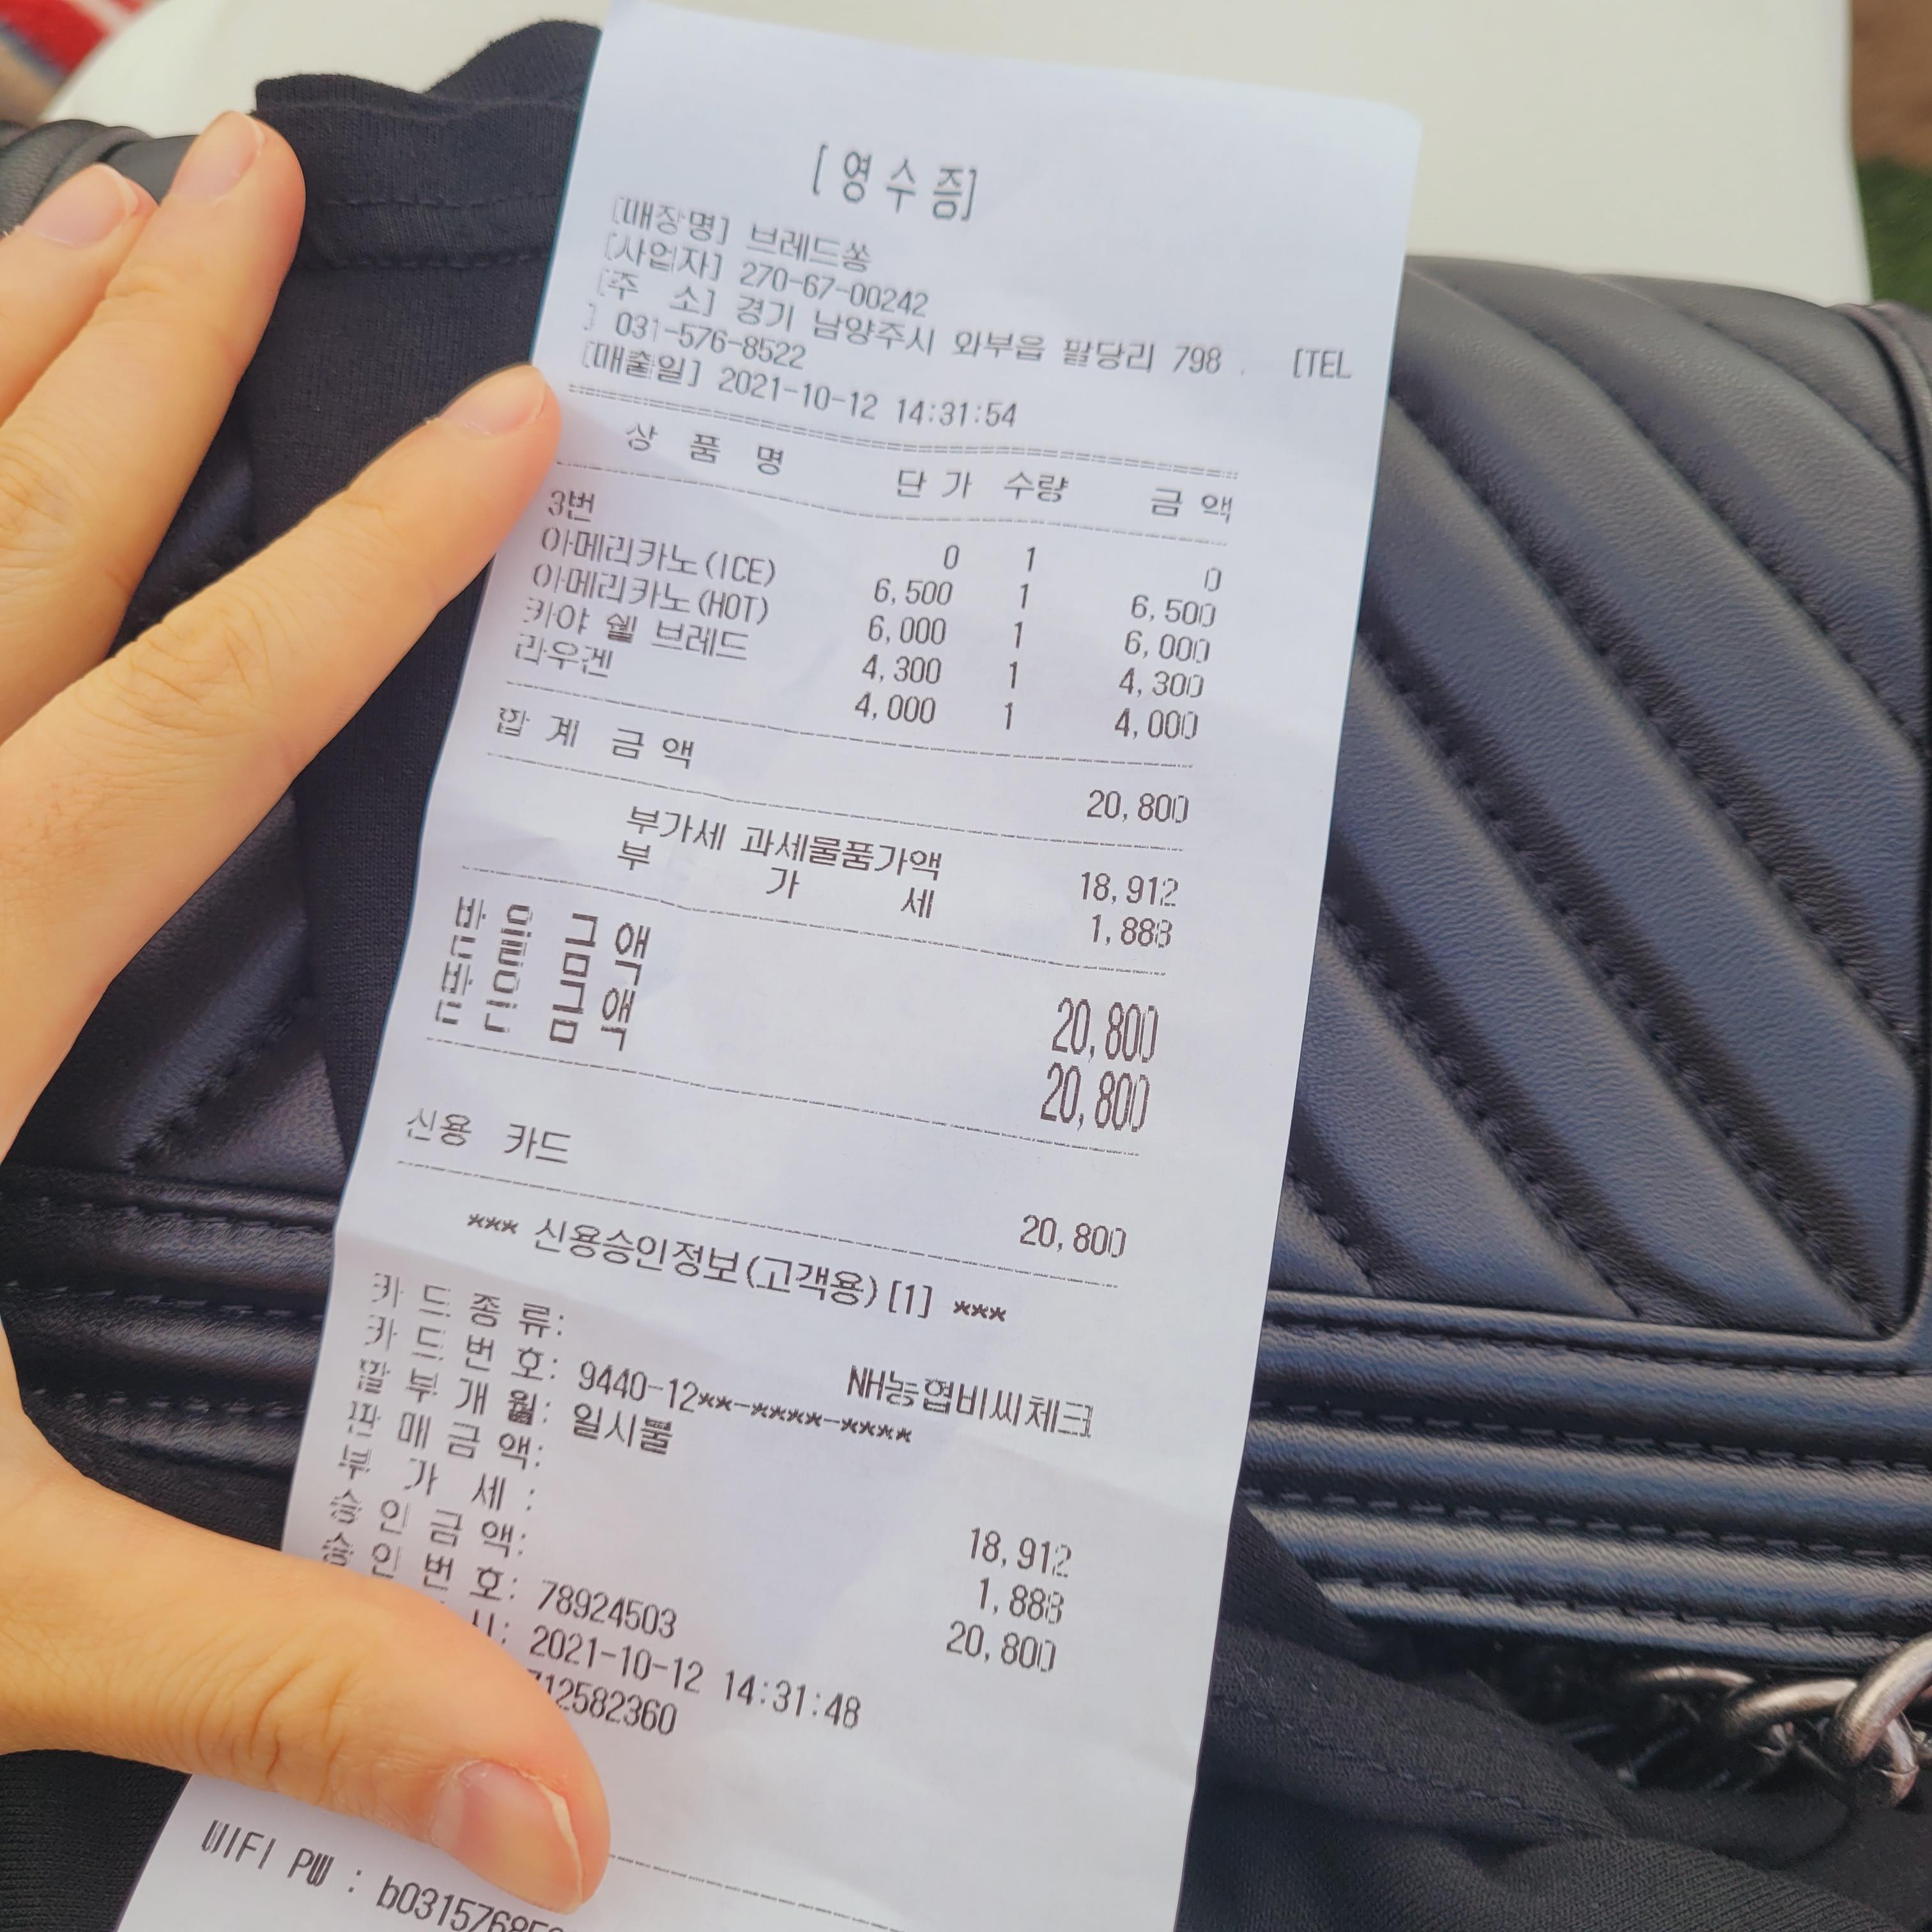 [영수증]
[매장명] 브레드쏭
[사업자] 270-67-00242
[주 소] 경기 남양주시 와부읍 팔당리 798 . [TEL
] 031-576-8522
[매출일] 2021-10-12 14:31:54
상 품 명 단 가 수량 금 액
3번 0 1 0
아메리카노(ICE) 6,500 1 6,500
아메리카노(HOT) 6,000 1 6,000
카야 쉘 브레드 4,300 1 4,300
라우겐 4,000 1 4,000
합 계 금 액 20,800
부가세 과세물품가액 18,912
부 가 세 1,888
받 을 금 액 20,800
받 은 금 액 20,800
신용 카드 20,800
*** 신용승인정보(고객용)[1] ***
카 드 종 류: NH농협비씨체크
카 드 번 호: 9440-12**-****-****
할 부 개 월: 일시불
판 매 금 액: 18,912
부 가 세 : 1,888
승 인 금 액: 20,800
승 인 번 호: 78924503
2021-10-12 14:31:48
712582360
WIFI PW :